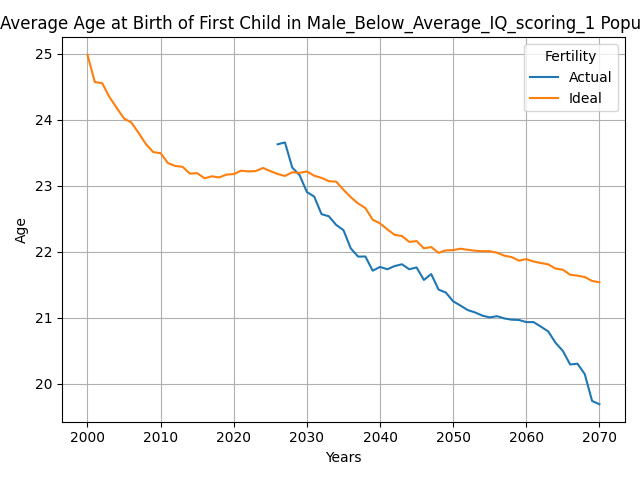 Average Age at Birth of First Child in Male_Below_Average_IQ_scoring_1 Popu
Fertility
Actual
Ideal
25
24
23
22
21
20
Age
2000 2010 2020 2030 2040 2050 2060 2070
Years